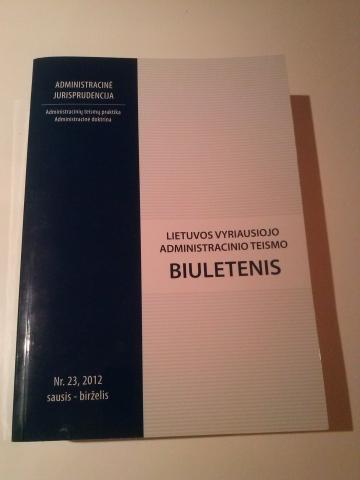 ADMINISTRACINĖ
JURISPRUDENCIJA
Administracinių teismų praktika
Administracinė doktrina
LIETUVOS VYRIAUSIOJO
ADMINISTRACINIO TEISMO
BIULETENIS
Nr. 23, 2012
sausis - birželis